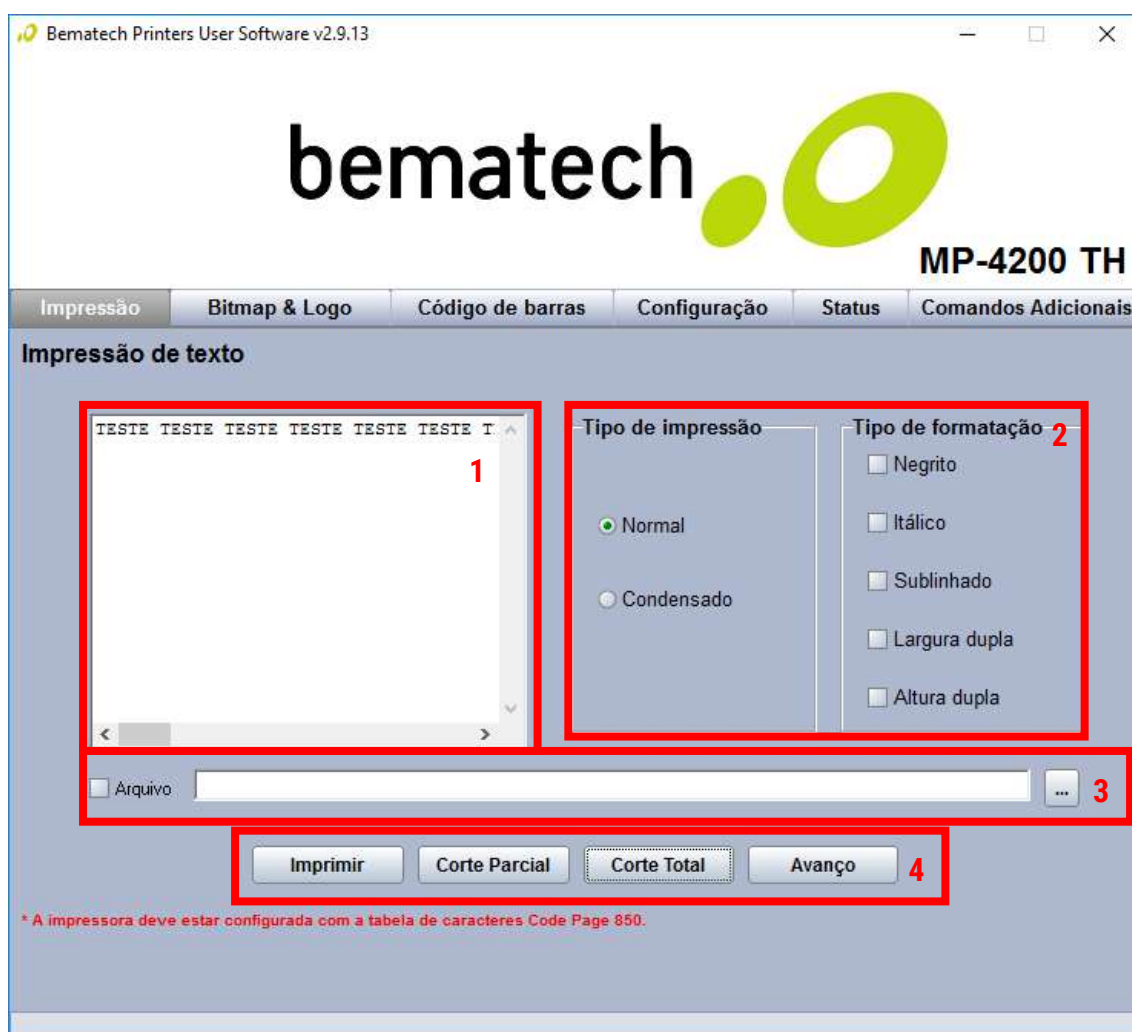 Bematech Printers User Software v2.9.13
bematech
MP-4200 TH
Impressão Bitmap & Logo Código de barras Configuração Status Comandos Adicionais
Impressão de texto
TESTE TESTE TESTE TESTE TESTE TESTE T
1
Tipo de impressão
Normal
Condensado
Tipo de formatação
2
Negrito
Itálico
Sublinhado
Largura dupla
Altura dupla
Arquivo ... 3
Imprimir Corte Parcial Corte Total Avanço 4
* A impressora deve estar configurada com a tabela de caracteres Code Page 850.